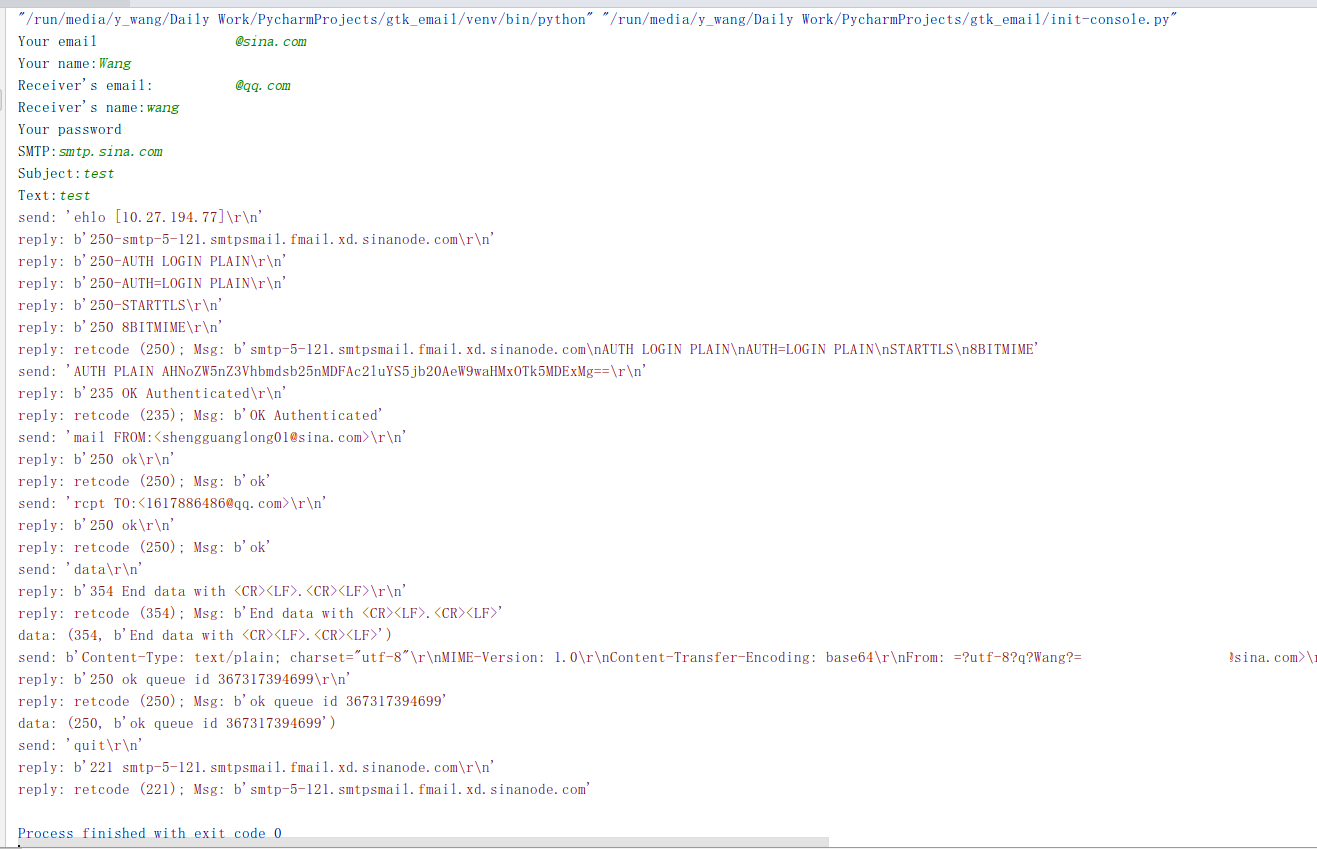 "/run/media/y_wang/Daily Work/PycharmProjects/gtk_email/venv/bin/python" "/run/media/y_wang/Daily Work/PycharmProjects/gtk_email/init-console.py"
Your email @sina.com
Your name:Wang
Receiver's email: @qq.com
Receiver's name:wang
Your password
SMTP:smtp.sina.com
Subject:test
Text:test
send: 'ehlo [10.27.194.77]\r\n'
reply: b'250-smtp-5-121.smtpsmail.fmail.xd.sinanode.com\r\n'
reply: b'250-AUTH LOGIN PLAIN\r\n'
reply: b'250-AUTH=LOGIN PLAIN\r\n'
reply: b'250-STARTTLS\r\n'
reply: b'250 8BITMIME\r\n'
reply: retcode (250); Msg: b'smtp-5-121.smtpsmail.fmail.xd.sinanode.com\nAUTH LOGIN PLAIN\nAUTH=LOGIN PLAIN\nSTARTTLS\n8BITMIME'
send: 'AUTH PLAIN \r\n'
reply: b'235 OK Authenticated\r\n'
reply: retcode (235); Msg: b'OK Authenticated'
send: 'mail FROM:<shengguanglong01@sina.com>\r\n'
reply: b'250 ok\r\n'
reply: retcode (250); Msg: b'ok'
send: 'rcpt TO:<1617886486@qq.com>\r\n'
reply: b'250 ok\r\n'
reply: retcode (250); Msg: b'ok'
send: 'data\r\n'
reply: b'354 End data with <CR><LF>.<CR><LF>\r\n'
reply: retcode (354); Msg: b'End data with <CR><LF>.<CR><LF>'
data: (354, b'End data with <CR><LF>.<CR><LF>')
send: b'Content-Type: text/plain; charset="utf-8"\r\nMIME-Version: 1.0\r\nContent-Transfer-Encoding: base64\r\nFrom: =?utf-8?q?Wang?= sina.com>\r
reply: b'250 ok queue id 367317394699\r\n'
reply: retcode (250); Msg: b'ok queue id 367317394699'
data: (250, b'ok queue id 367317394699')
send: 'quit\r\n'
reply: b'221 smtp-5-121.smtpsmail.fmail.xd.sinanode.com\r\n'
reply: retcode (221); Msg: b'smtp-5-121.smtpsmail.fmail.xd.sinanode.com'
Process finished with exit code 0